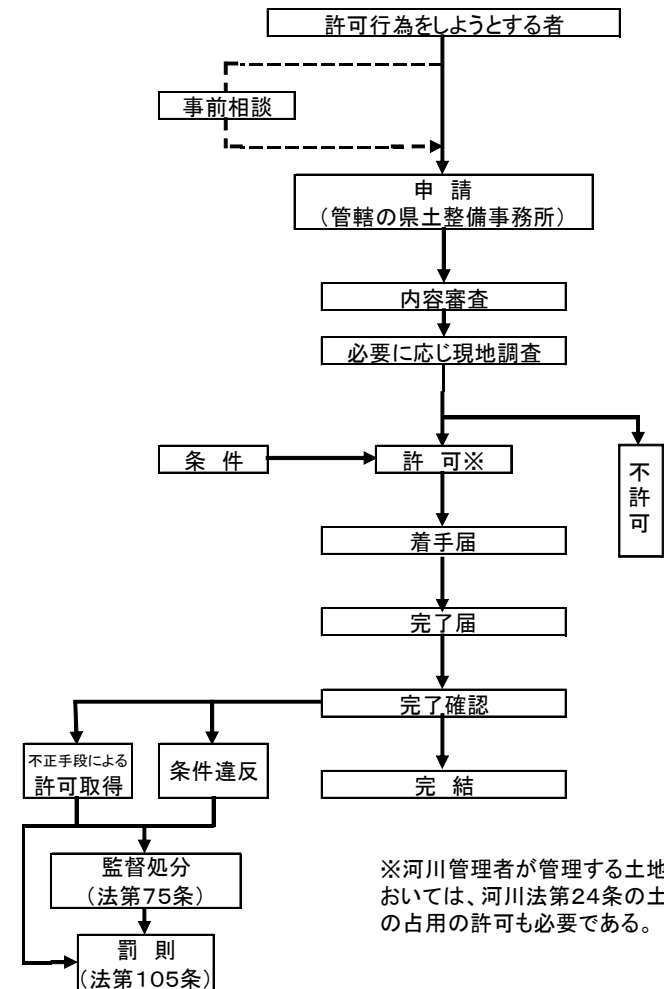 許可行為をしようとする者
事前相談
申 請
（管轄の県土整備事務所）
内容審査
必要に応じ現地調査
条 件
許 可※
不許可
着手届
完了届
完了確認
不正手段による
許可取得
条件違反
完 結
監督処分
（法第75条）
罰 則
（法第105条）
※河川管理者が管理する土地
おいては、河川法第24条の土
の占用の許可も必要である。